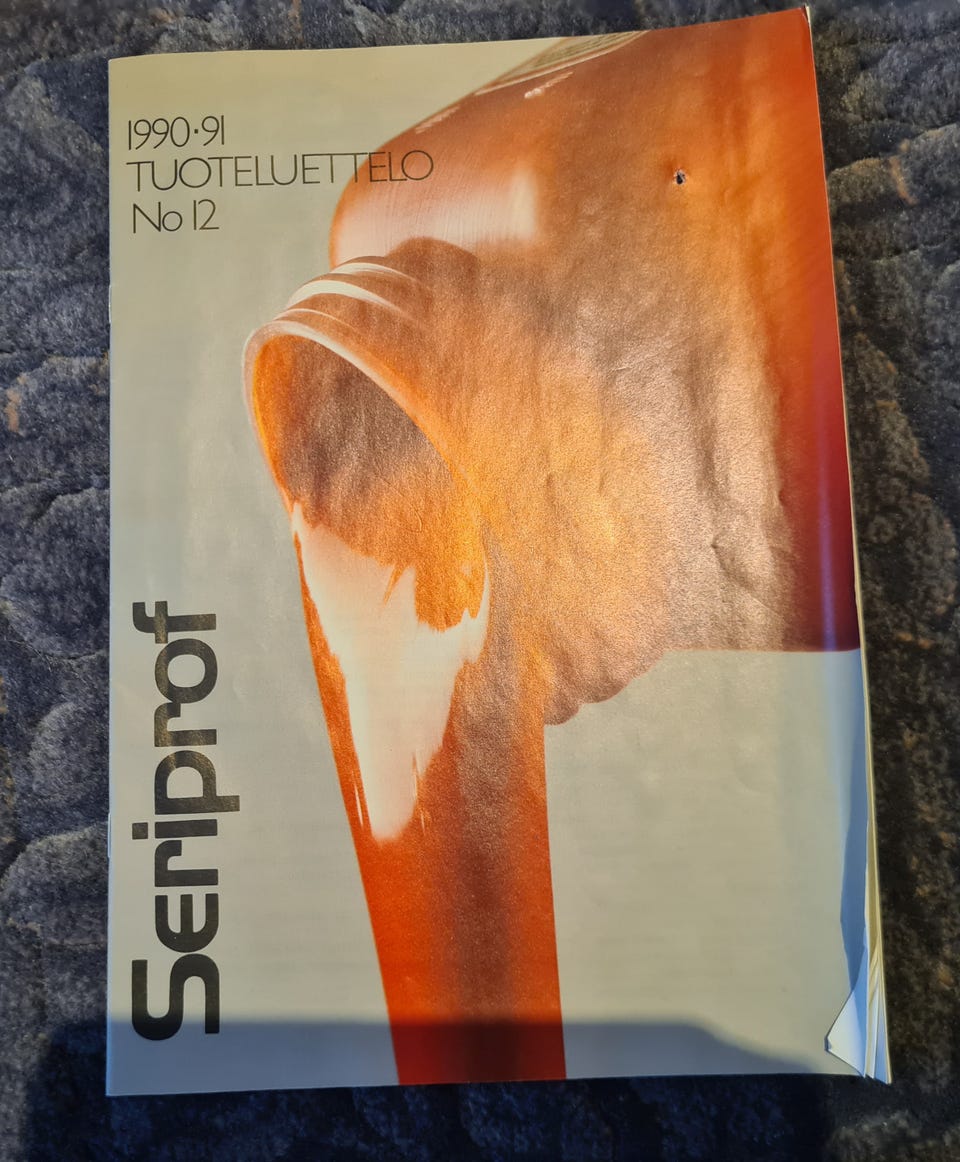 1990·91
TUOTELUETTELO
No 12
Seriprof